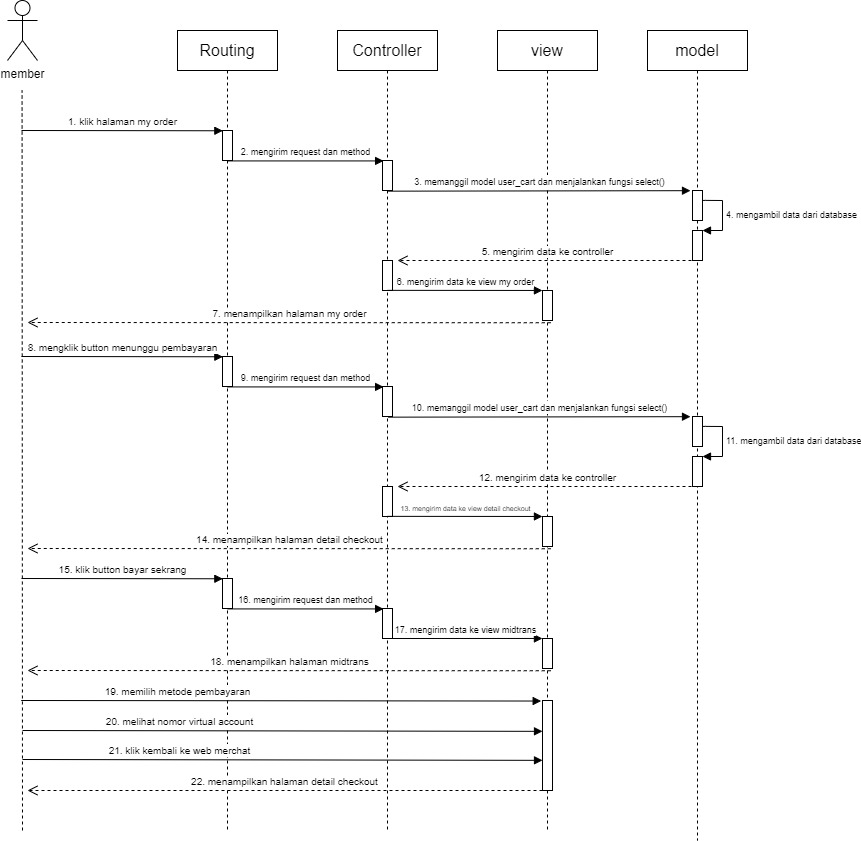 member
Routing
Controller
view
model
1. klik halaman my order
2. mengirim request dan method
3. memanggil model user_cart dan menjalankan fungsi select()
4. mengambil data dari database
5. mengirim data ke controller
6. mengirim data ke view my order
7. menampilkan halaman my order
8. mengklik button menunggu pembayaran
9. mengirim request dan method
10. memanggil model user_cart dan menjalankan fungsi select()
11. mengambil data dari database
12. mengirim data ke controller
13. mengirim data ke view detail checkout
14. menampilkan halaman detail checkout
15. klik button bayar sekrang
16. mengirim request dan method
17. mengirim data ke view midtrans
18. menampilkan halaman midtrans
19. memilih metode pembayaran
20. melihat nomor virtual account
21. klik kembali ke web merchat
22. menampilkan halaman detail checkout